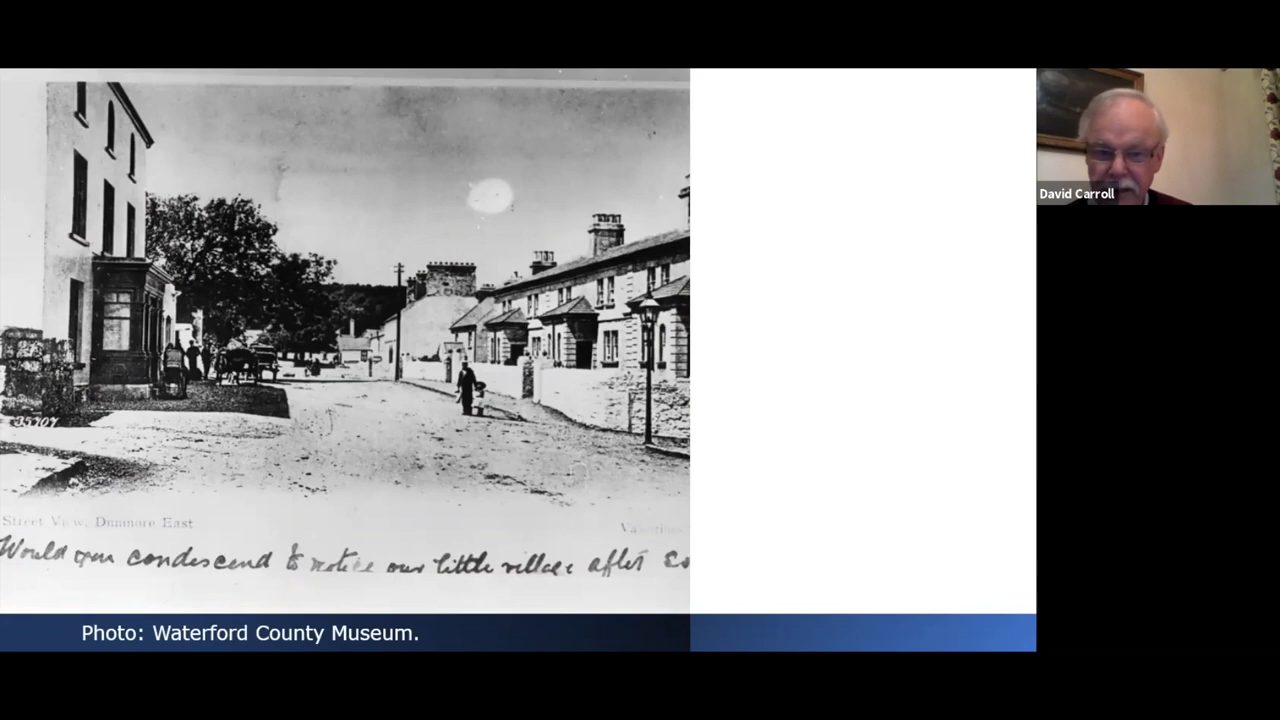 David Carroll
35707
Street View, Dunmore East
Valentine
Would you condescend to notice our little village after
Photo: Waterford County Museum.